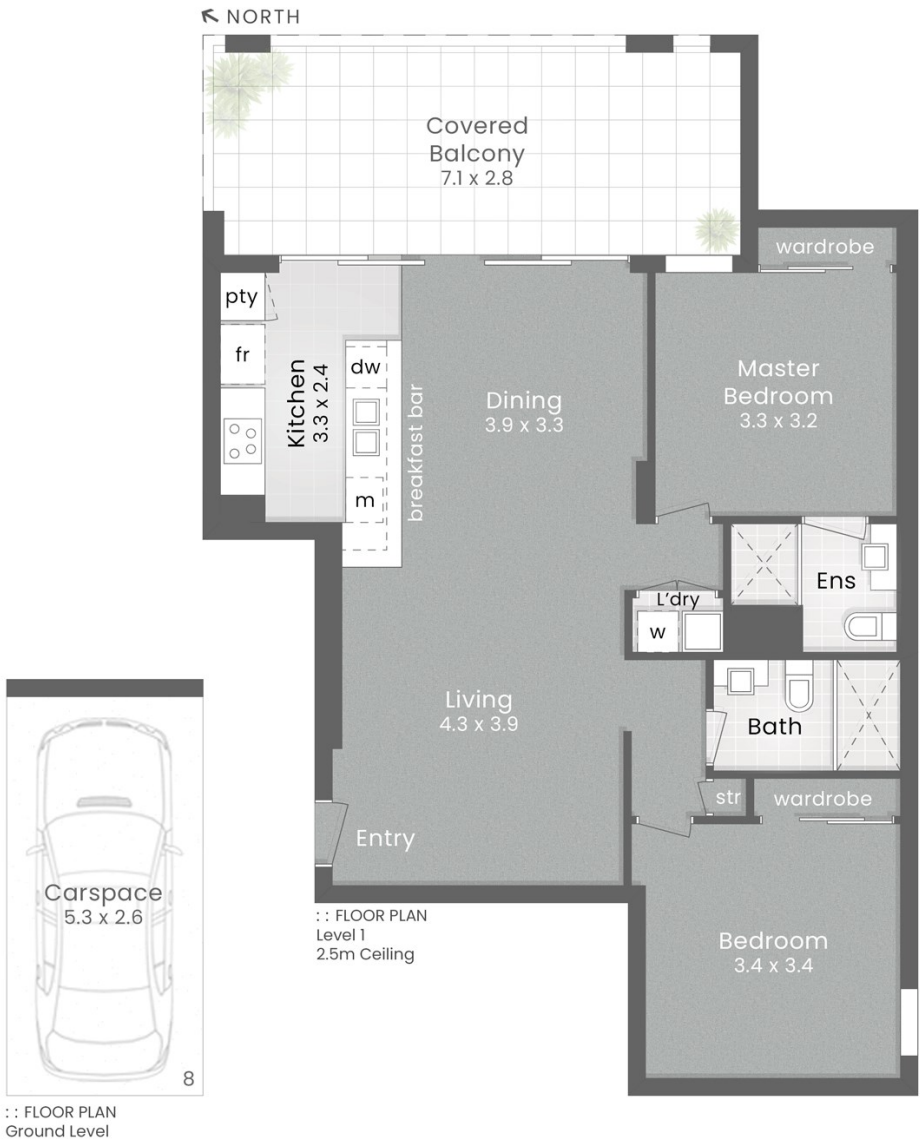 NORTH
Covered
Balcony
7.1 x 2.8
wardrobe
pty
fr
Kitchen
3.3 x 2.4
dw
m
breakfast bar
Dining
3.9 x 3.3
Master
Bedroom
3.3 x 3.2
Ens
L'dry
w
Living
4.3 x 3.9
Bath
str
wardrobe
Entry
Carspace
5.3 x 2.6
8
: : FLOOR PLAN
Level 1
2.5m Ceiling
Bedroom
3.4 x 3.4
: : FLOOR PLAN
Ground Level